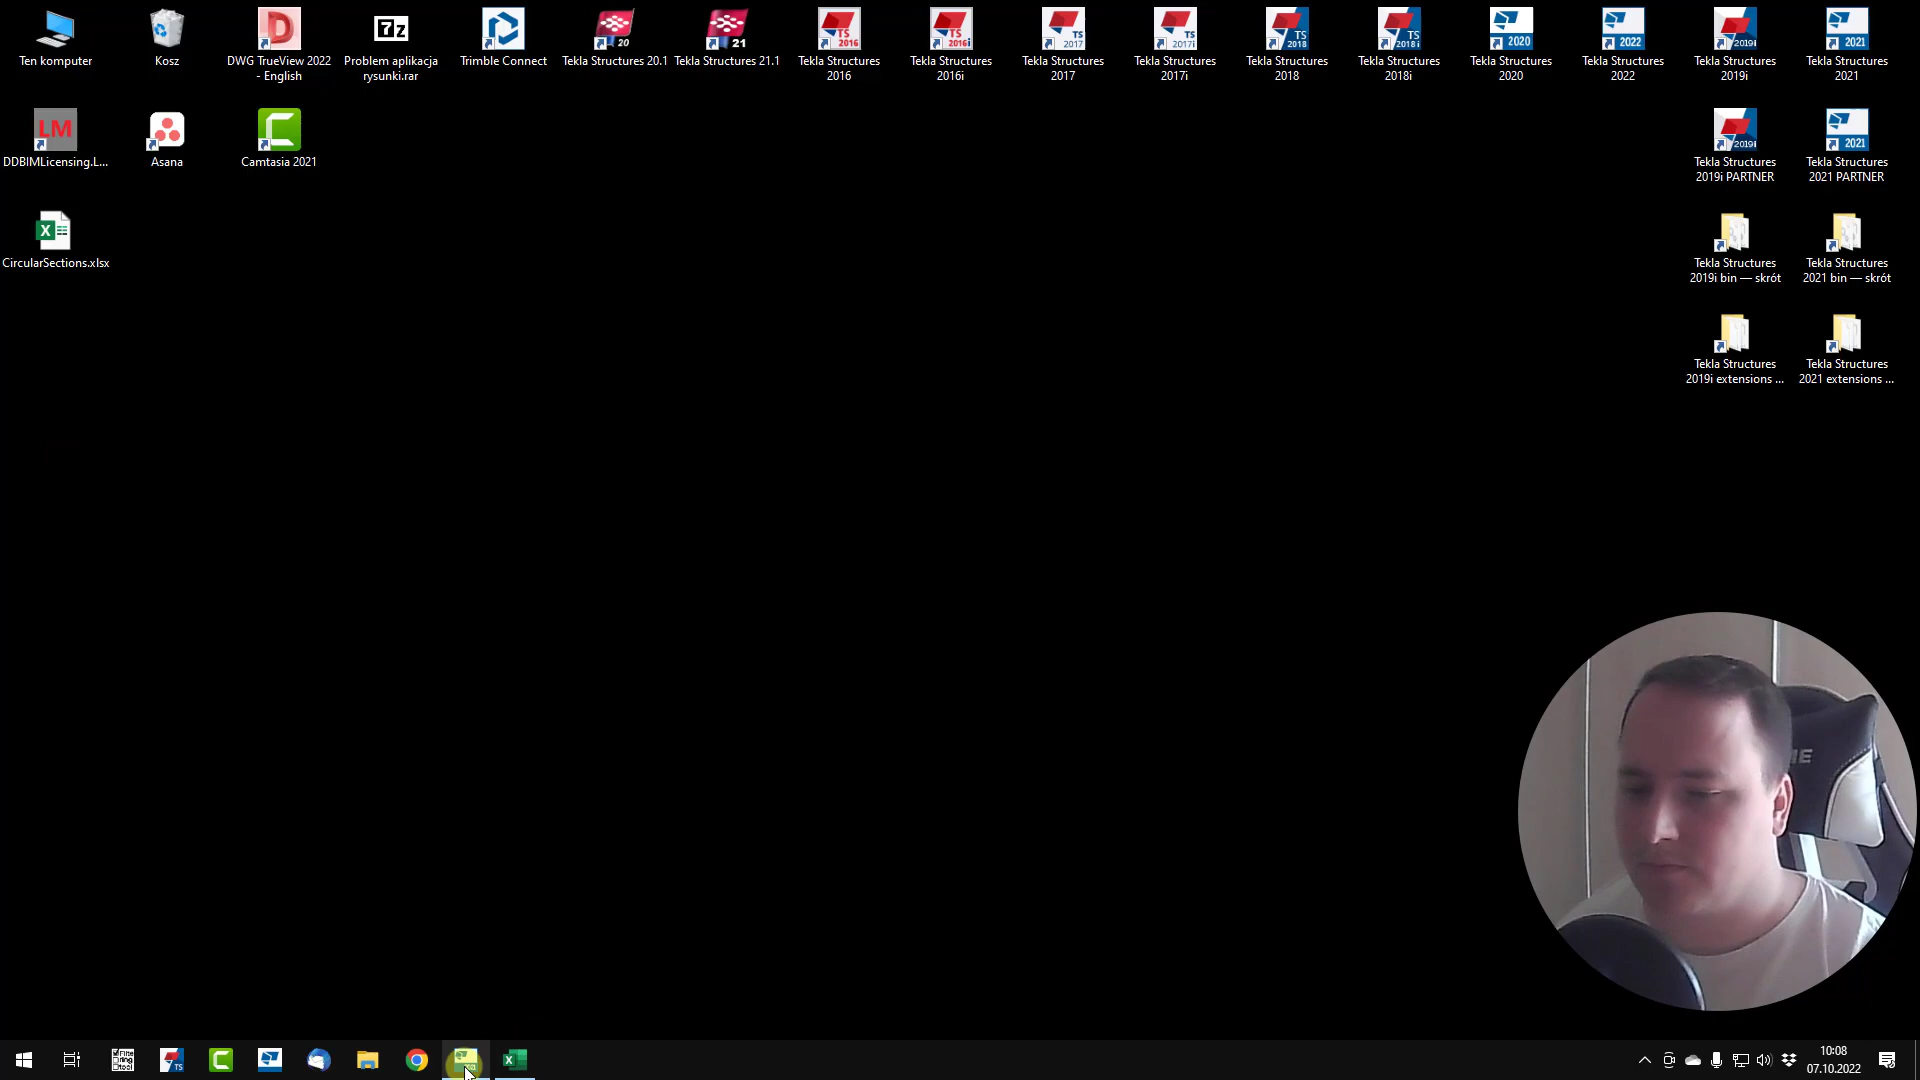 Ten komputer
Kosz
DWG TrueView 2022
- English
Problem aplikacja
rysunki.rar
Trimble Connect
Tekla Structures 20.1
Tekla Structures 21.1
Tekla Structures
2016
Tekla Structures
2016i
Tekla Structures
2017
Tekla Structures
2017i
Tekla Structures
2018
Tekla Structures
2018i
Tekla Structures
2020
Tekla Structures
2022
Tekla Structures
2019i
Tekla Structures
2021
DDBIMLicensing.L...
Asana
Camtasia 2021
Tekla Structures
2019i PARTNER
Tekla Structures
2021 PARTNER
CircularSections.xlsx
Tekla Structures
2019i bin — skrót
Tekla Structures
2021 bin — skrót
Tekla Structures
2019i extensions ...
Tekla Structures
2021 extensions ...
10:08
07.10.2022